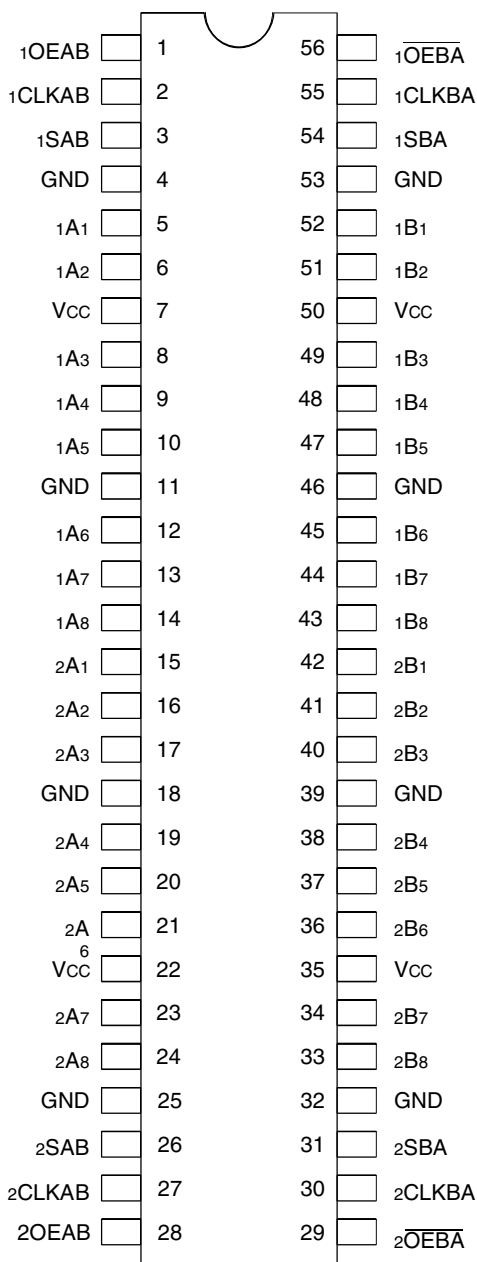 1OEAB 1 56 1OEBA
1CLKAB 2 55 1CLKBA
1SAB 3 54 1SBA
GND 4 53 GND
1A1 5 52 1B1
1A2 6 51 1B2
VCC 7 50 VCC
1A3 8 49 1B3
1A4 9 48 1B4
1A5 10 47 1B5
GND 11 46 GND
1A6 12 45 1B6
1A7 13 44 1B7
1A8 14 43 1B8
2A1 15 42 2B1
2A2 16 41 2B2
2A3 17 40 2B3
GND 18 39 GND
2A4 19 38 2B4
2A5 20 37 2B5
2A 21 36 2B6
6
VCC 22 35 VCC
2A7 23 34 2B7
2A8 24 33 2B8
GND 25 32 GND
2SAB 26 31 2SBA
2CLKAB 27 30 2CLKBA
2OEAB 28 29 2OEBA